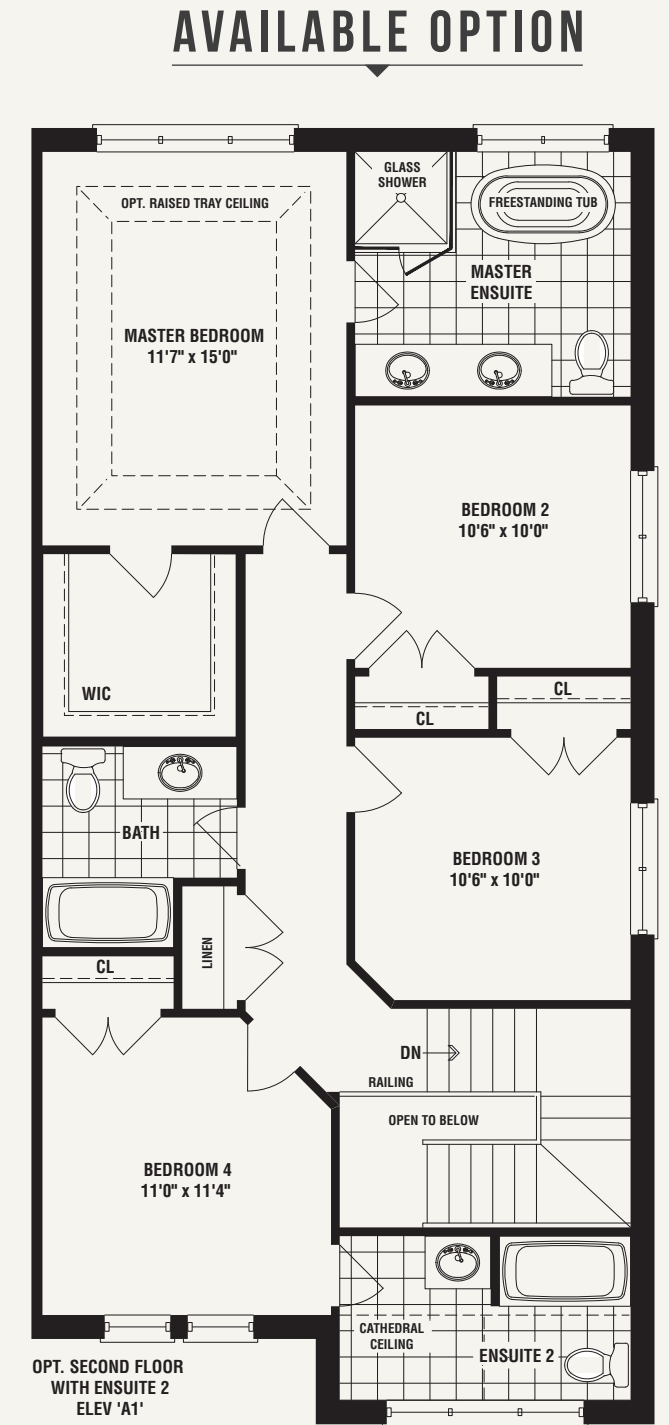 AVAILABLE OPTION
GLASS
SHOWER
OPT. RAISED TRAY CEILING
FREESTANDING TUB
MASTER
ENSUITE
MASTER BEDROOM
11'7" x 15'0"
BEDROOM 2
10'6" x 10'0"
WIC
CL
CL
BATH
BEDROOM 3
10'6" x 10'0"
LINEN
CL
DN
RAILING
OPEN TO BELOW
BEDROOM 4
11'0" x 11'4"
CATHEDRAL
CEILING
ENSUITE 2
OPT. SECOND FLOOR
WITH ENSUITE 2
ELEV 'A1'